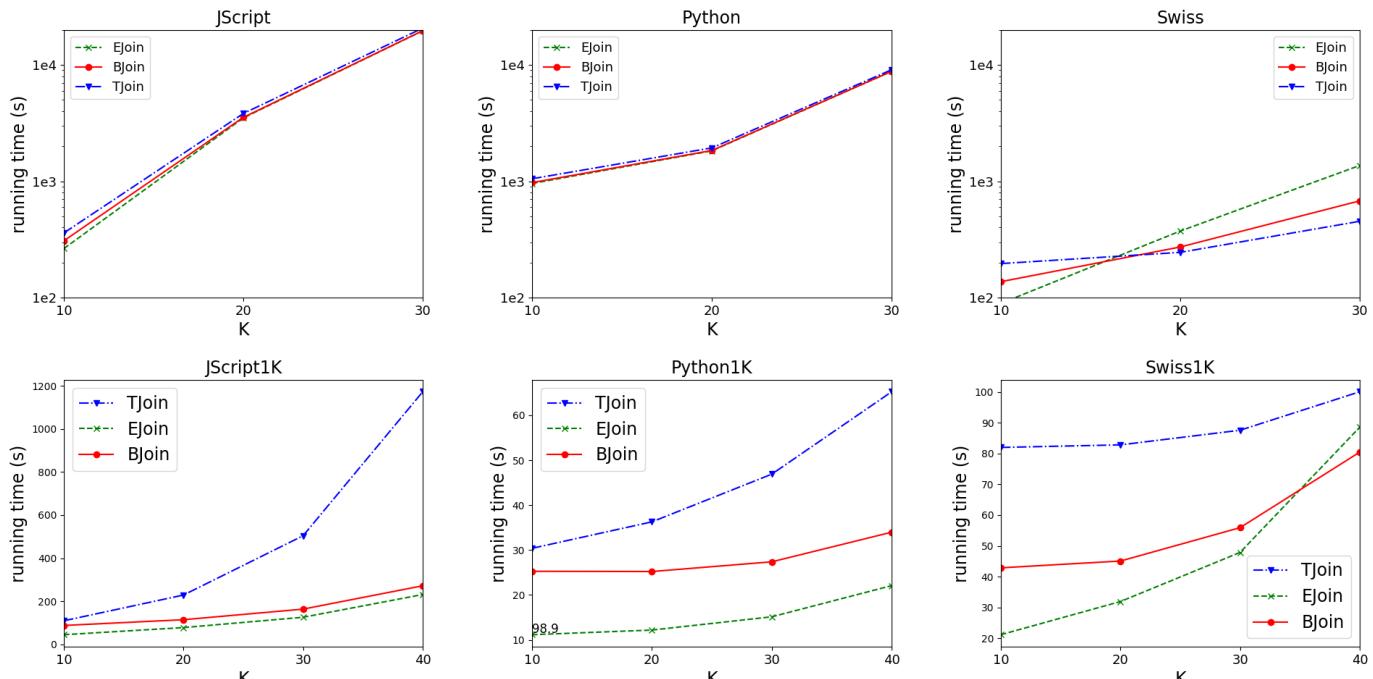 JScript
EJoin
BJoin
TJoin
1e4
1e3
1e2
running time (s)
10 20 30
K
Python
EJoin
BJoin
TJoin
1e4
1e3
1e2
running time (s)
10 20 30
K
Swiss
EJoin
BJoin
TJoin
1e4
1e3
1e2
running time (s)
10 20 30
K
JScript1K
TJoin
EJoin
BJoin
1200
1000
800
600
400
200
0
running time (s)
10 20 30 40
K
Python1K
TJoin
EJoin
BJoin
60
50
40
30
20
10
98.9
running time (s)
10 20 30 40
K
Swiss1K
100
90
80
70
60
50
40
30
20
running time (s)
TJoin
EJoin
BJoin
10 20 30 40
K